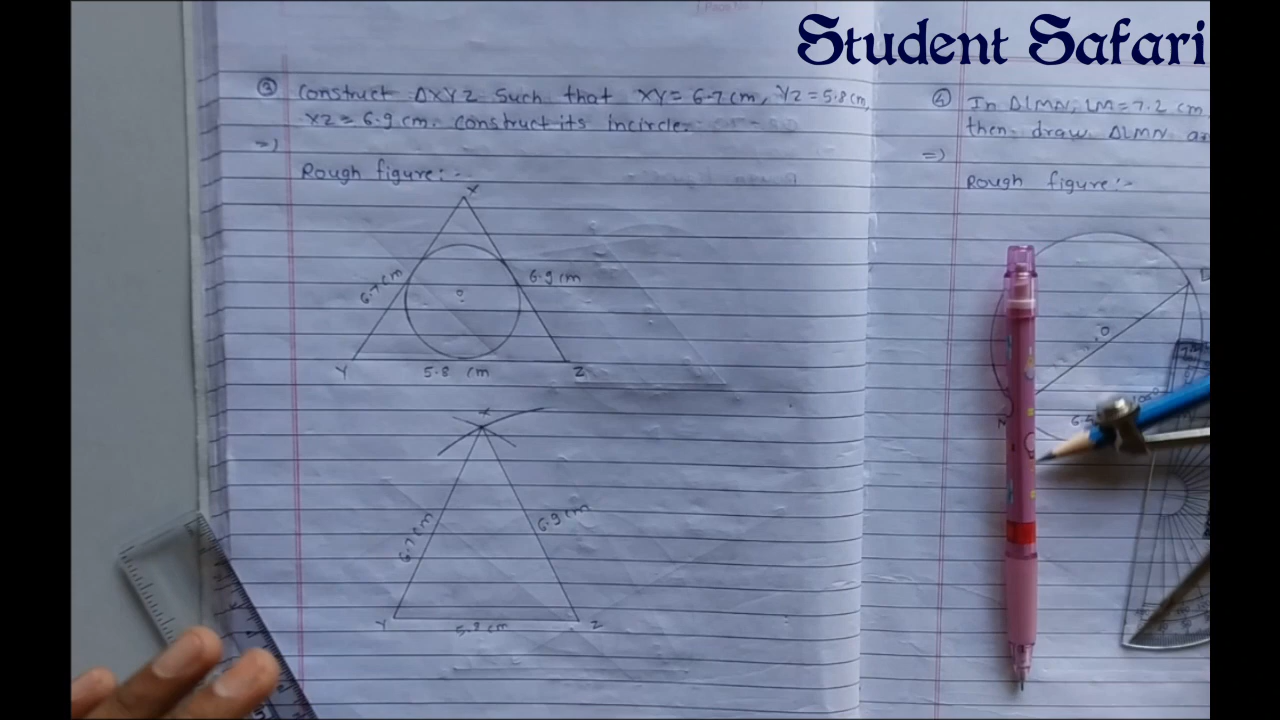 Student Safari
③ Construct ΔXYZ such that XY = 6.7 cm, YZ = 5.8 cm,
XZ = 6.9 cm. construct its incircle.
=)
Rough figure:-
X
6.7 cm
6.9 cm
Y
5.8 cm
Z
X
6.7 cm
6.9 cm
Y
5.8 cm
Z
In ΔLMN, LM = 7.2 cm
then draw ΔLMN
=)
Rough figure:-